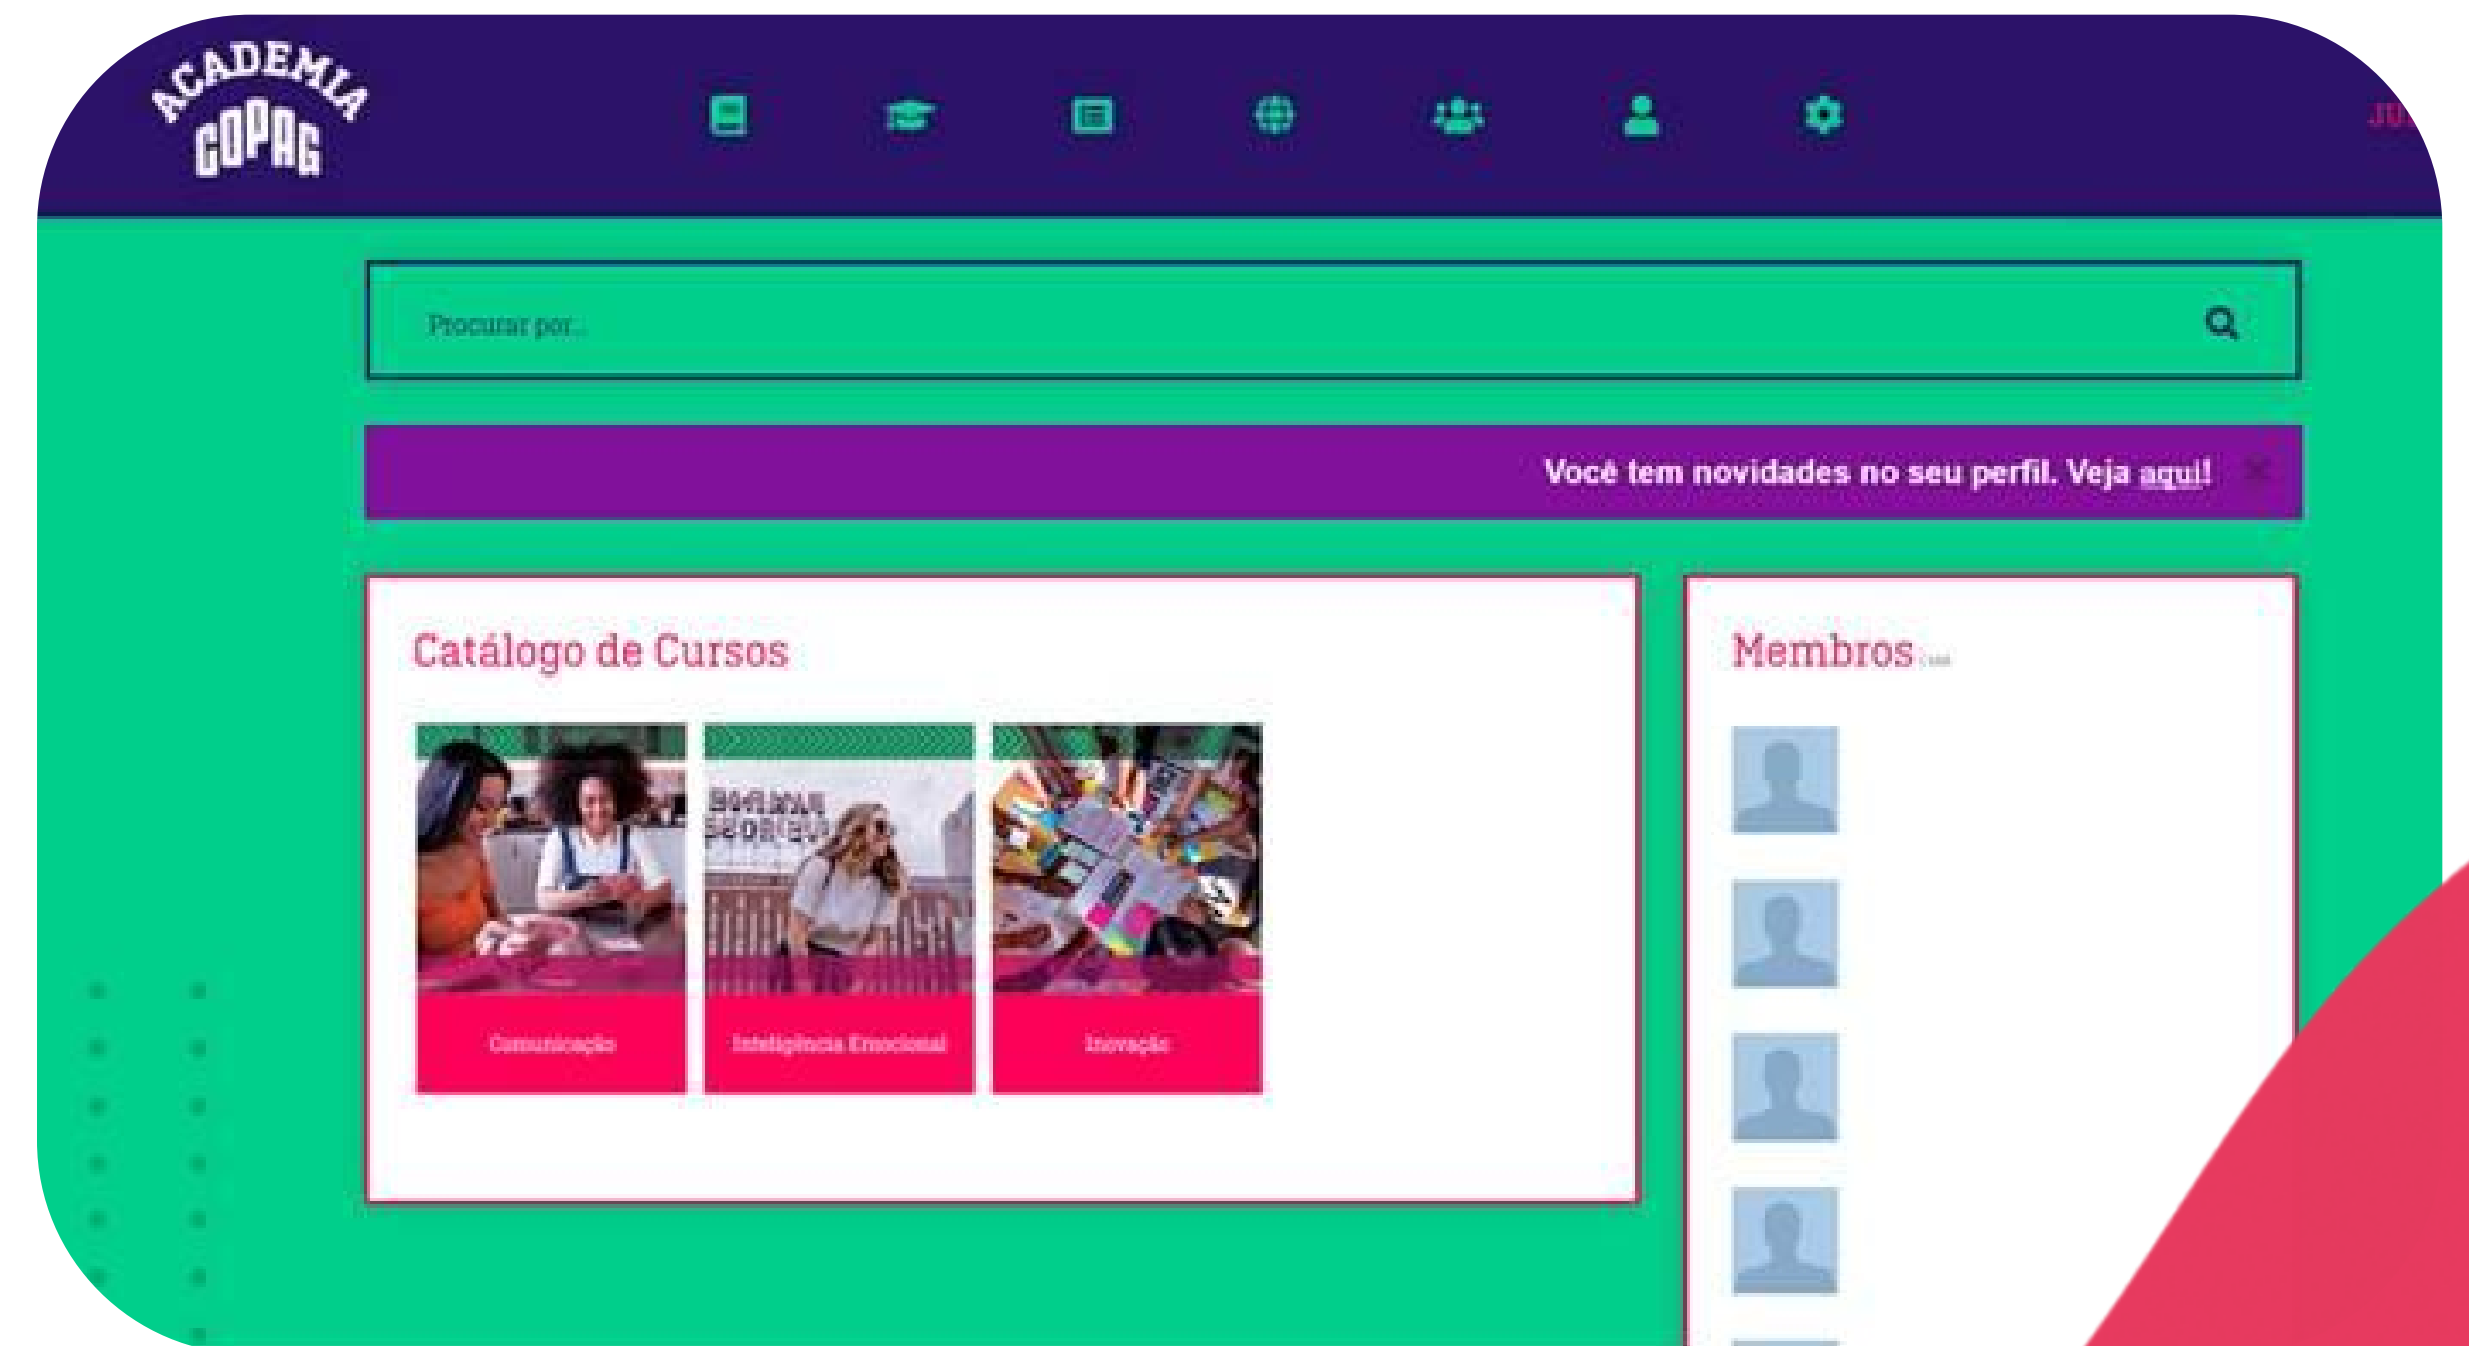 ACADEMIA
COPAG
Procurar por...
Você tem novidades no seu perfil. Veja aqui!
Catálogo de Cursos
Membros
Comunicação
Inteligência Emocional
Inovação